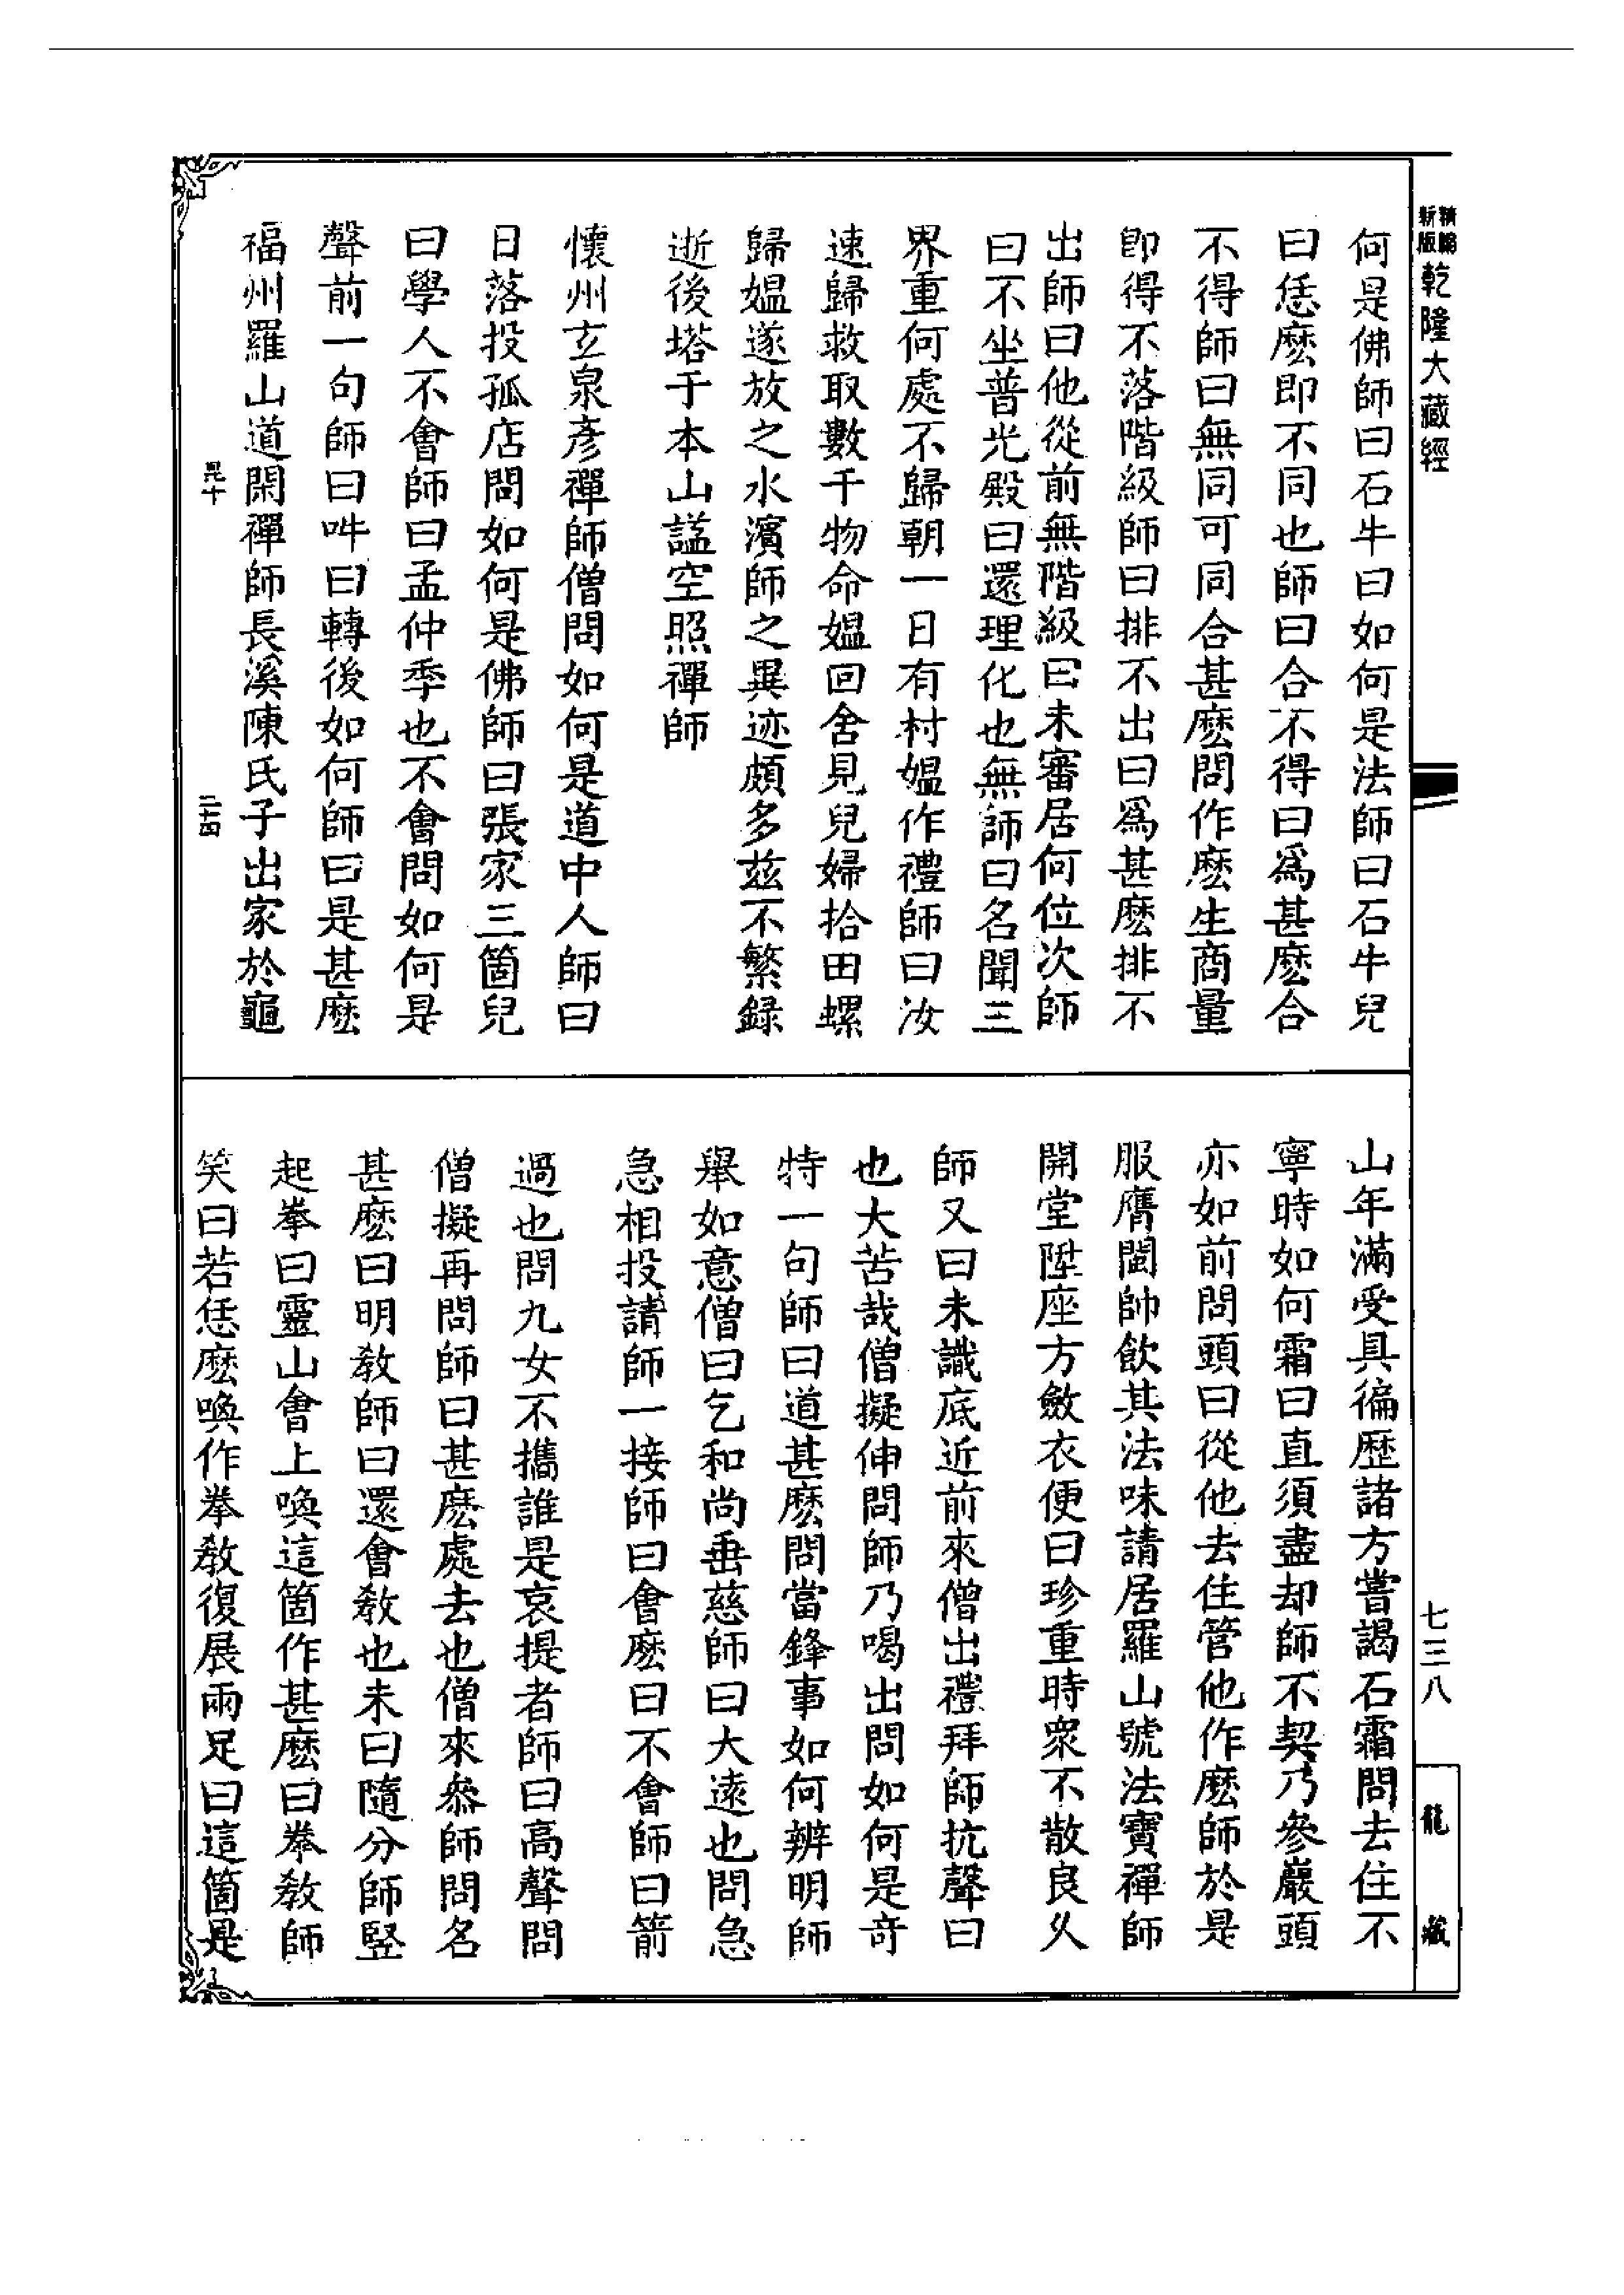 精編
新版
乾隆大藏經
何是佛師曰石牛曰如何是法師曰石牛兒
曰恁麽即不同也師曰合不得曰爲甚麽合
不得師曰無同可同合甚麽問作麽生商量
即得不落階級師曰排不出曰爲甚麽排不
出師曰他從前無階級曰未審居何位次師
曰不坐普光殿曰還理化也無師曰名聞三
界重何處不歸朝一日有村媼作禮師曰汝
速歸救取數千物命媼回舍見兒婦拾田螺
歸媼遂放之水濱師之異迹頗多茲不繁録
逝後塔于本山謚空照禪師
懷州玄泉彥禪師僧問如何是道中人師曰
日落投孤店問如何是佛師曰張家三箇兒
曰學人不會師曰孟仲季也不會問如何是
聲前一句師曰吽曰轉後如何師曰是甚麽
福州羅山道閑禪師長溪陳氏子出家於龜
十
二十四
山年滿受具徧歷諸方嘗謁石霜問去住不
寧時如何霜曰直須盡却師不契乃參巖頭
亦如前問頭曰從他去住管他作麽師於是
服膺閩帥飲其法味請居羅山號法寶禪師
開堂陞座方斂衣便曰珍重時衆不散良久
師又曰未識底近前來僧出禮拜師抗聲曰
也大苦哉僧擬伸問師乃喝出問如何是奇
特一句師曰道甚麽問當鋒事如何辨明師
舉如意僧曰乞和尚垂慈師曰大遠也問急
急相投請師一接師曰會麽曰不會師曰箭
過也問九女不攜誰是哀提者師曰高聲問
僧擬再問師曰甚麽處去也僧來叅師問名
甚麽曰明教師曰還會教也未曰隨分師竪
起拳曰靈山會上喚這箇作甚麽曰拳教師
笑曰若恁麽喚作拳教復展兩足曰這箇是
七三八
龍藏